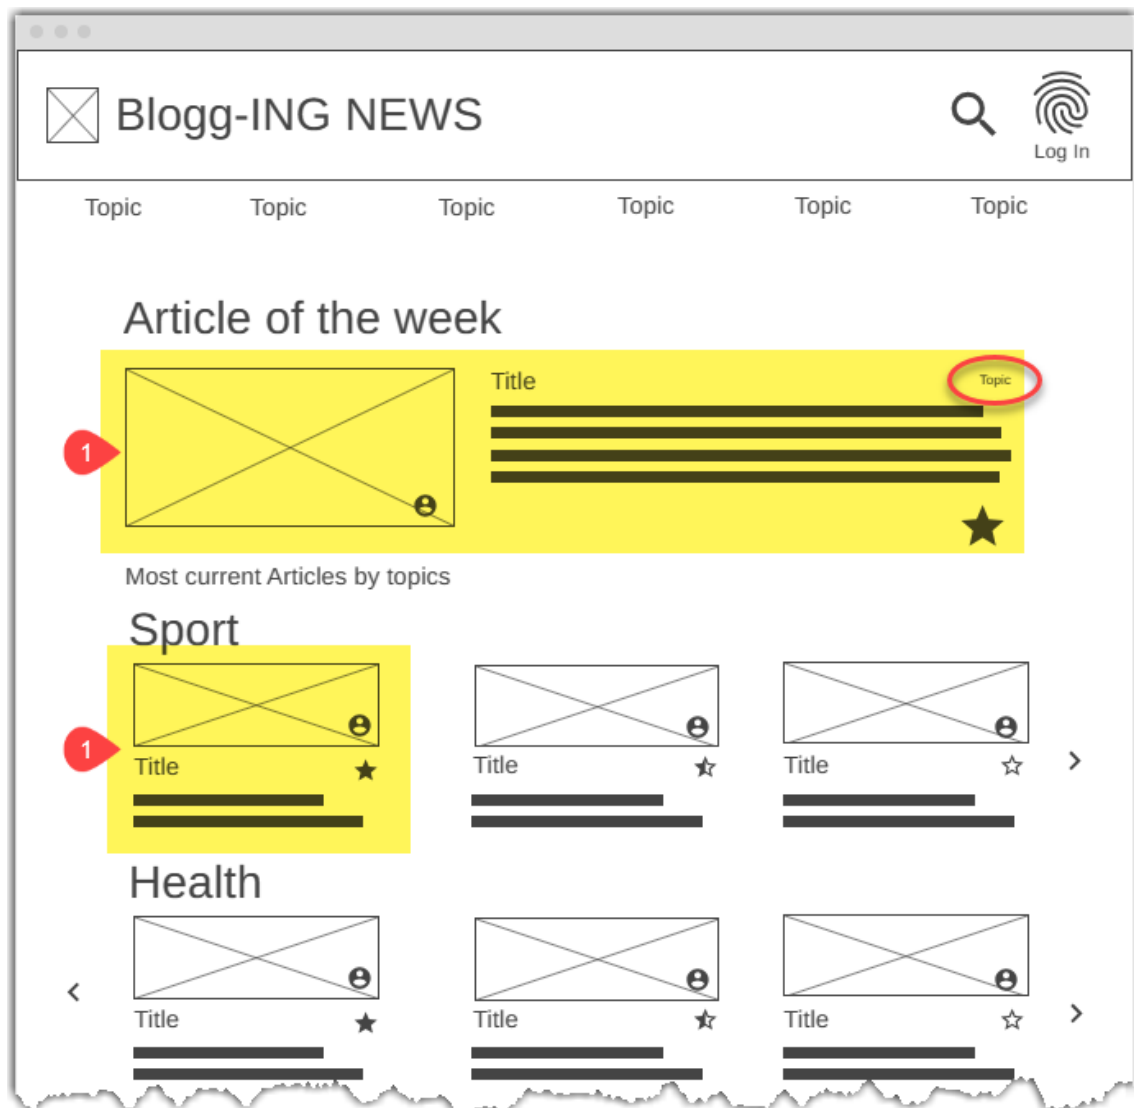 Blogg-ING NEWS
Log In
Topic Topic Topic Topic Topic Topic
Article of the week
Title Topic
1
Most current Articles by topics
Sport
1
Title Title Title
Health
Title Title Title